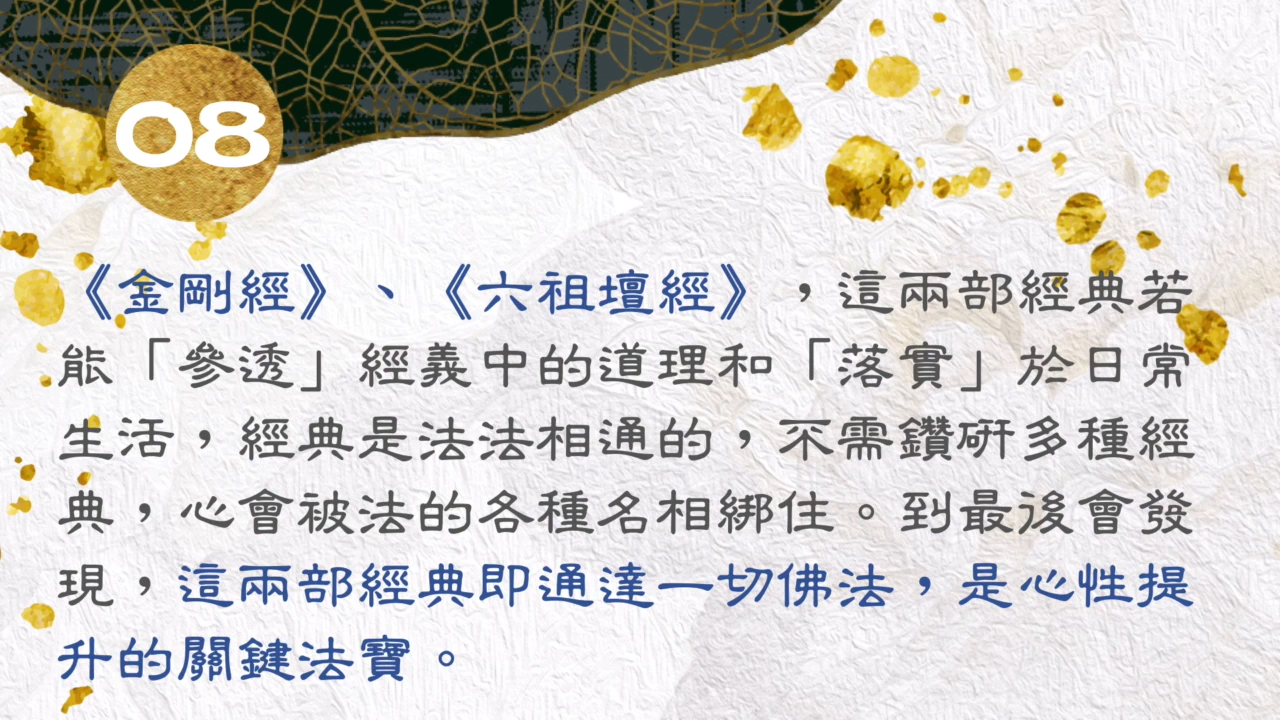 08
《金剛經》、《六祖壇經》，這兩部經典若
能「參透」經義中的道理和「落實」於日常
生活，經典是法法相通的，不需鑽研多種經
典，心會被法的各種名相綁住。到最後會發
現，這兩部經典即通達一切佛法，是心性提
升的關鍵法寶。